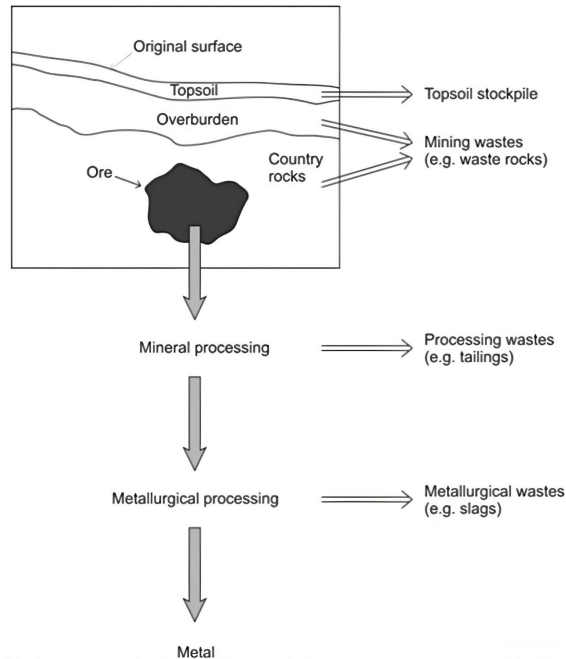 Original surface
Topsoil
Topsoil stockpile
Overburden
Mining wastes
(e.g. waste rocks)
Country
rocks
Ore
Mineral processing
Processing wastes
(e.g. tailings)
Metallurgical processing
Metallurgical wastes
(e.g. slags)
Metal